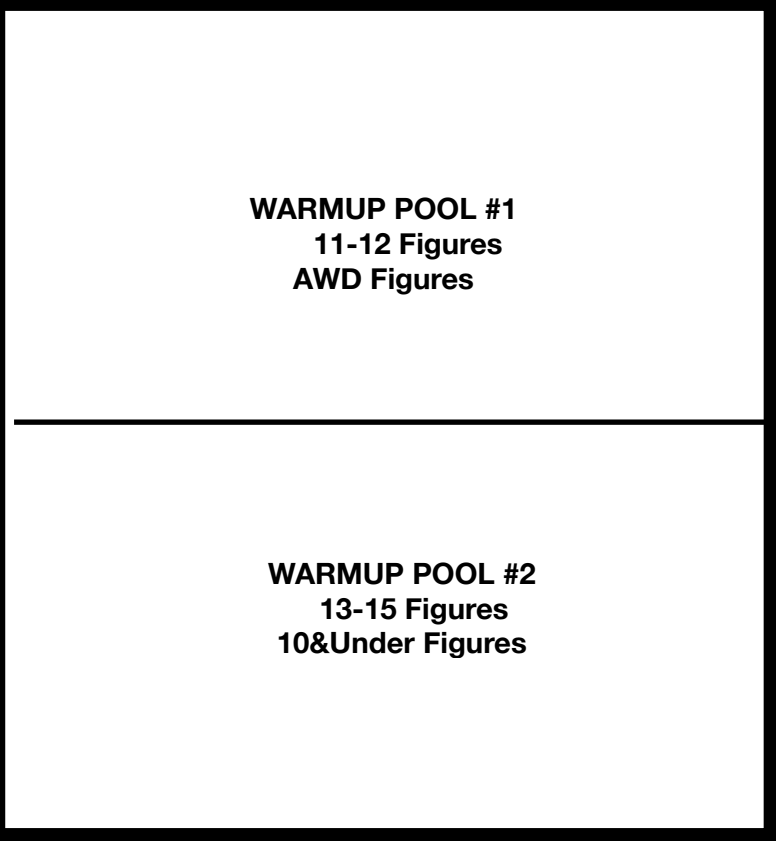 WARMUP POOL #1
11-12 Figures
AWD Figures
WARMUP POOL #2
13-15 Figures
10&Under Figures